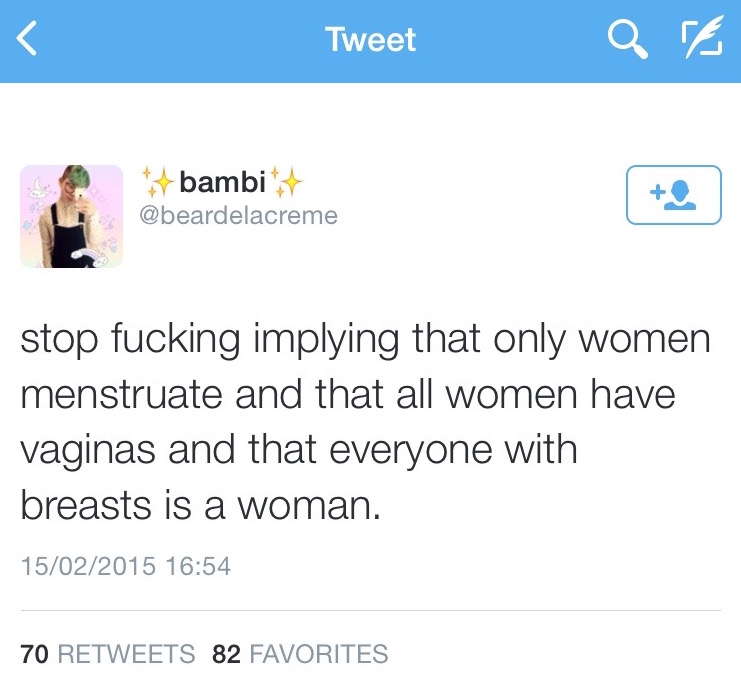 Tweet
✨bambi✨
@beardelacreme
stop fucking implying that only women
menstruate and that all women have
vaginas and that everyone with
breasts is a woman.
15/02/2015 16:54
70 RETWEETS 82 FAVORITES